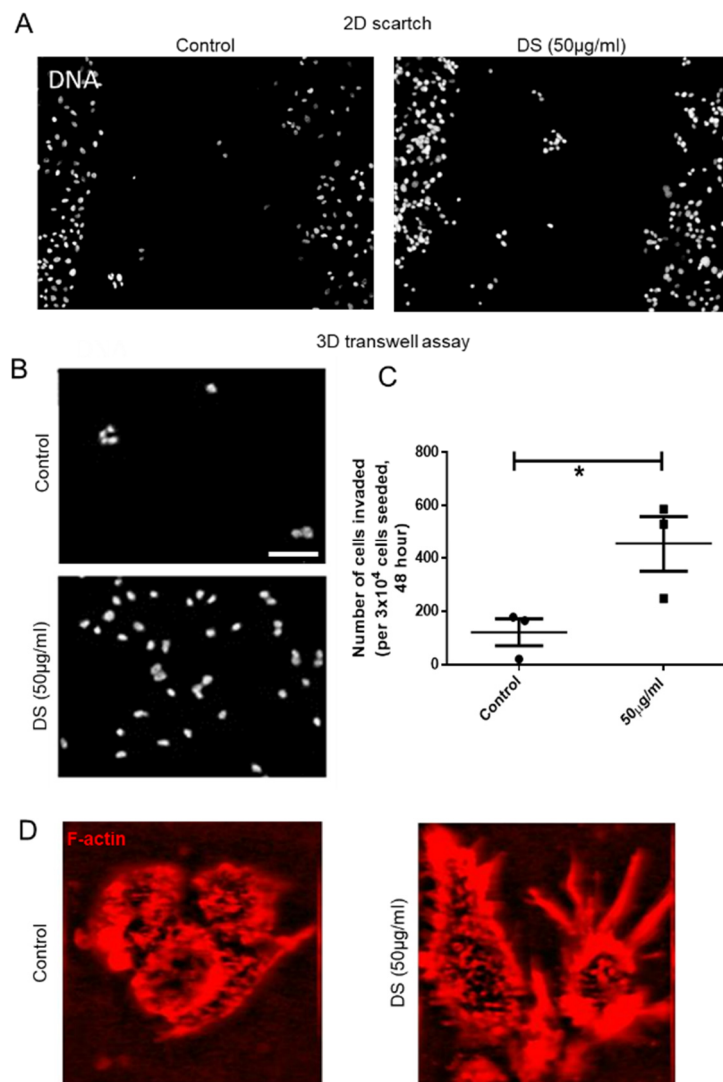 A
2D scartch
Control
DS (50µg/ml)
DNA
3D transwell assay
B
Control
DS (50µg/ml)
C
Number of cells invaded
(per 3x10⁴ cells seeded,
48 hour)
800
600
400
200
0
*
Control
50µg/ml
D
F-actin
Control
DS (50µg/ml)